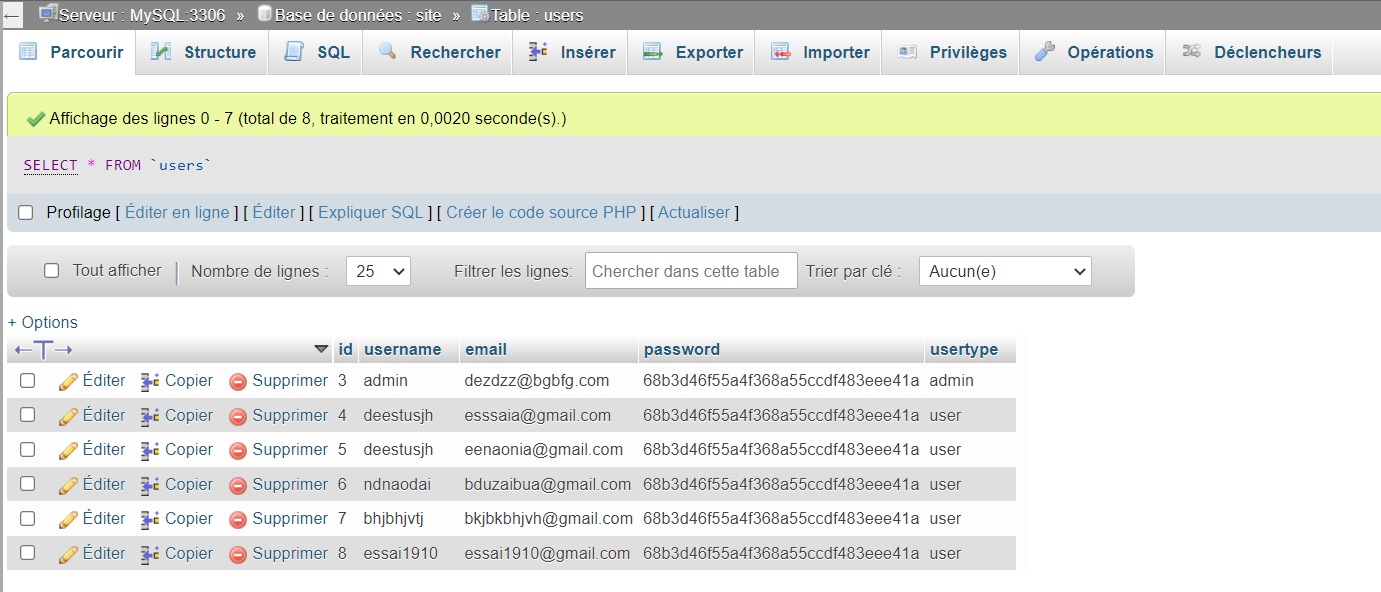 Serveur : MySQL:3306 » Base de données : site » Table : users
Parcourir Structure SQL Rechercher Insérer Exporter Importer Privilèges Opérations Déclencheurs
Affichage des lignes 0 - 7 (total de 8, traitement en 0,0020 seconde(s).)
SELECT * FROM `users`
Profilage [ Éditer en ligne ] [ Éditer ] [ Expliquer SQL ] [ Créer le code source PHP ] [ Actualiser ]
Tout afficher Nombre de lignes : 25 Filtrer les lignes: Chercher dans cette table Trier par clé : Aucun(e)
+ Options
←T→ id username email password usertype
Éditer Copier Supprimer 3 admin dezdzz@bgbfg.com 68b3d46f55a4f368a55ccdf483eee41a admin
Éditer Copier Supprimer 4 deestusjh esssaia@gmail.com 68b3d46f55a4f368a55ccdf483eee41a user
Éditer Copier Supprimer 5 deestusjh eenaonia@gmail.com 68b3d46f55a4f368a55ccdf483eee41a user
Éditer Copier Supprimer 6 ndnaodai bduzaibua@gmail.com 68b3d46f55a4f368a55ccdf483eee41a user
Éditer Copier Supprimer 7 bhjbhjvtj bkjbkbhjvh@gmail.com 68b3d46f55a4f368a55ccdf483eee41a user
Éditer Copier Supprimer 8 essai1910 essai1910@gmail.com 68b3d46f55a4f368a55ccdf483eee41a user